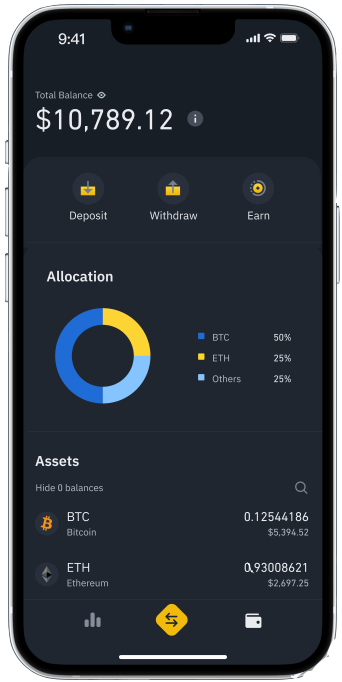 9:41
Total Balance
$10,789.12
Deposit Withdraw Earn
Allocation
BTC 50%
ETH 25%
Others 25%
Assets
Hide 0 balances
BTC 0.12544186
Bitcoin $5,394.52
ETH 0.93008621
Ethereum $2,697.25